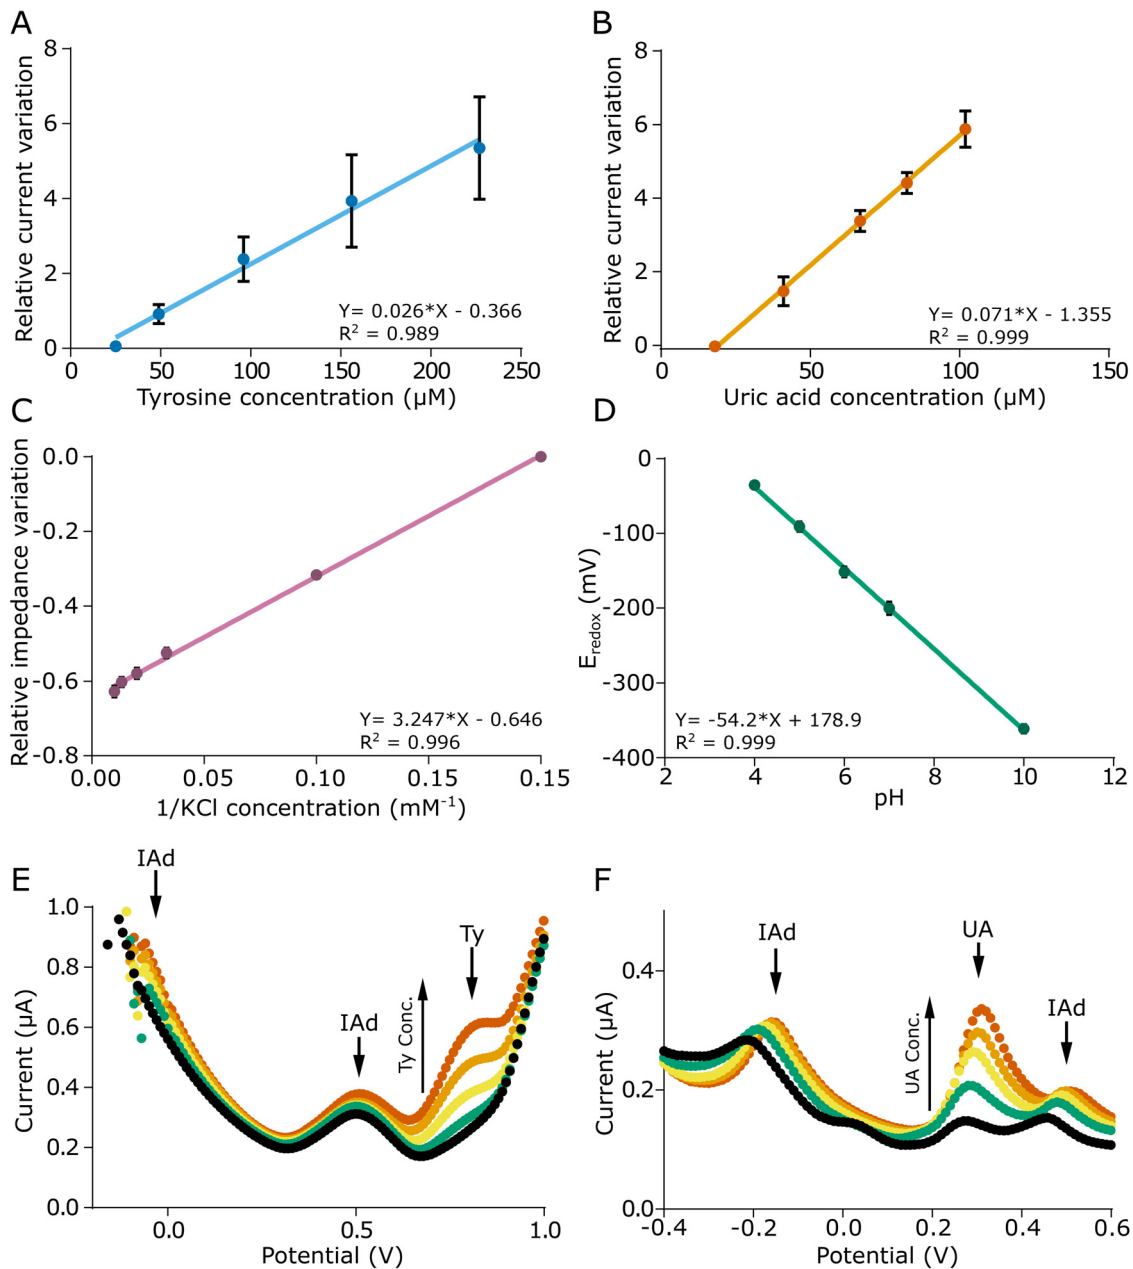 A
Relative current variation
8
6
4
2
0
0
50
100
150
200
250
Y= 0.026*X - 0.366
R² = 0.989
Tyrosine concentration (µM)
B
Relative current variation
8
6
4
2
0
0
50
100
150
Y= 0.071*X - 1.355
R² = 0.999
Uric acid concentration (µM)
C
Relative impedance variation
0.0
-0.2
-0.4
-0.6
-0.8
0.00
0.05
0.10
0.15
Y= 3.247*X - 0.646
R² = 0.996
1/KCl concentration (mM⁻¹)
D
E_redox (mV)
0
-100
-200
-300
-400
2
4
6
8
10
12
Y= -54.2*X + 178.9
R² = 0.999
pH
E
IAd
IAd
Ty Conc.
Ty
Current (µA)
1.0
0.8
0.6
0.4
0.2
0.0
0.0
0.5
1.0
Potential (V)
F
IAd
UA Conc.
UA
IAd
Current (µA)
0.4
0.2
0.0
-0.4
-0.2
0.0
0.2
0.4
0.6
Potential (V)